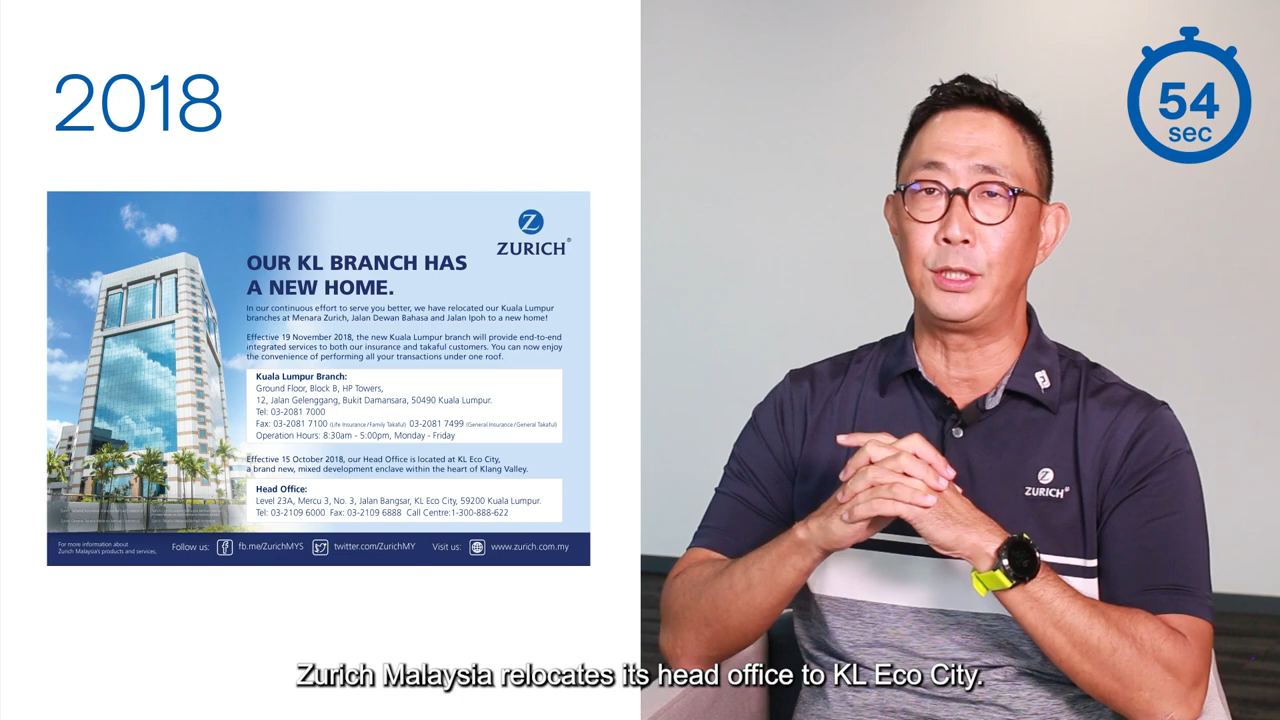 2018
ZURICH®
OUR KL BRANCH HAS
A NEW HOME.
In our continuous effort to serve you better, we have relocated our Kuala Lumpur
branches at Menara Zurich, Jalan Dewan Bahasa and Jalan Ipoh to a new home!
Effective 19 November 2018, the new Kuala Lumpur branch will provide end-to-end
integrated services to both our insurance and takaful customers. You can now enjoy
the convenience of performing all your transactions under one roof.
Kuala Lumpur Branch:
Ground Floor, Block B, HP Towers,
12, Jalan Gelenggang, Bukit Damansara, 50490 Kuala Lumpur.
Tel: 03-2081 7000
Fax: 03-2081 7100 (Life Insurance/Family Takaful) 03-2081 7499 (General Insurance/General Takaful)
Operation Hours: 8:30am - 5:00pm, Monday - Friday
Effective 15 October 2018, our Head Office is located at KL Eco City,
a brand new, mixed development enclave within the heart of Klang Valley.
Head Office:
Level 23A, Mercu 3, No. 3, Jalan Bangsar, KL Eco City, 59200 Kuala Lumpur.
Tel: 03-2109 6000 Fax: 03-2109 6888 Call Centre:1-300-888-622
For more information about
Zurich Malaysia's products and services,
Follow us: fb.me/ZurichMYS twitter.com/ZurichMY Visit us: www.zurich.com.my
54
sec
ZURICH®
Zurich Malaysia relocates its head office to KL Eco City.